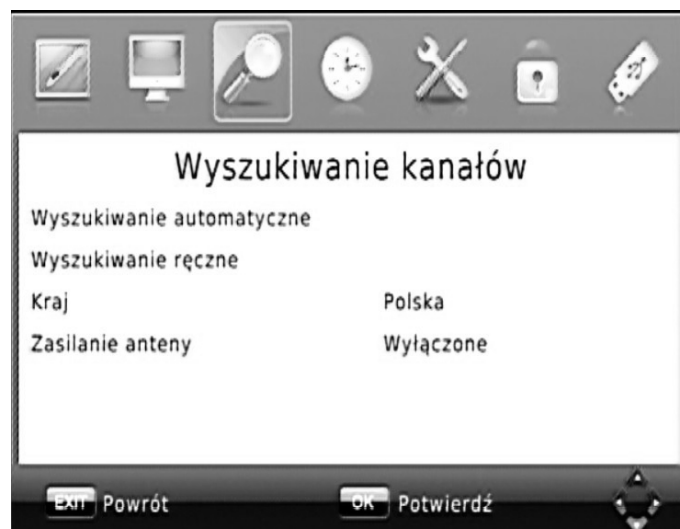 Wyszukiwanie kanałów
Wyszukiwanie automatyczne
Wyszukiwanie ręczne
Kraj Polska
Zasilanie anteny Wyłączone
EXIT Powrót OK Potwierdź